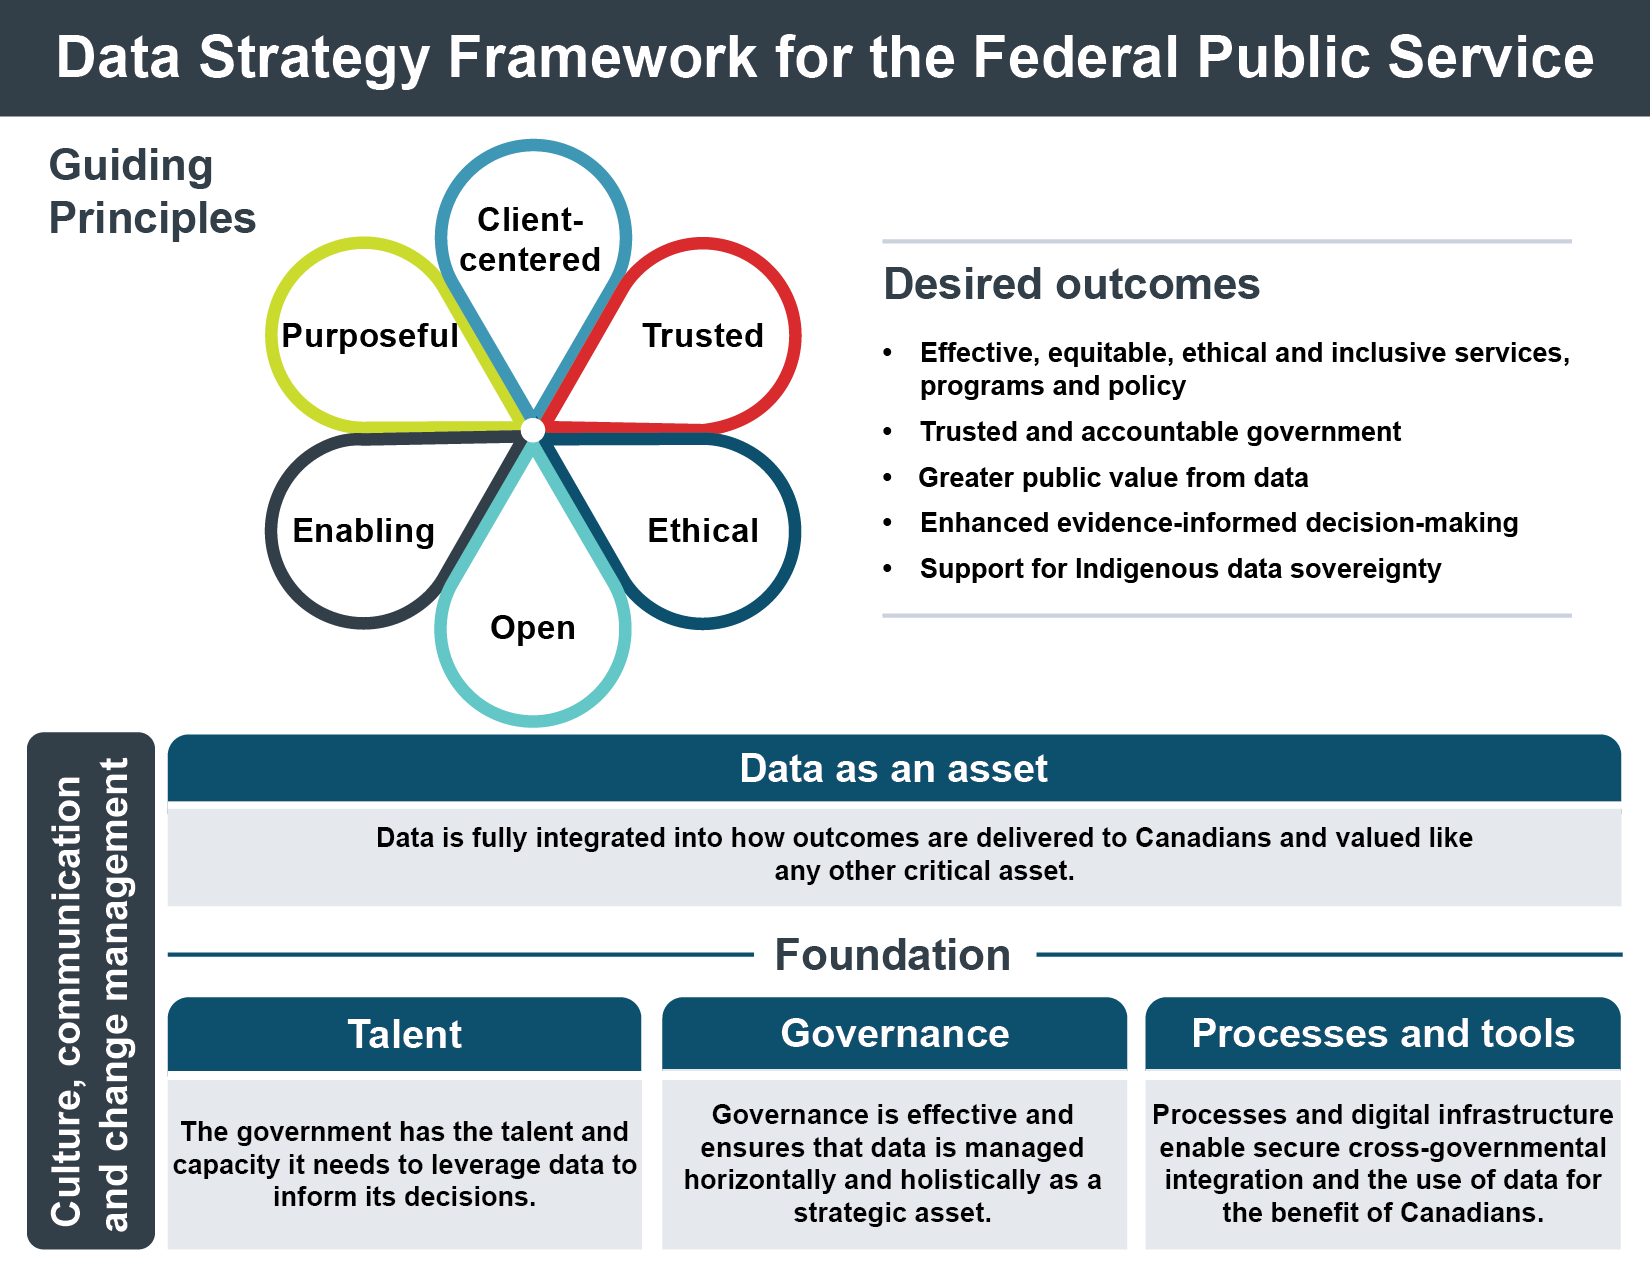 Data Strategy Framework for the Federal Public Service
Guiding
Principles
Client-
centered
Purposeful
Trusted
Enabling
Ethical
Open
Desired outcomes
• Effective, equitable, ethical and inclusive services,
programs and policy
• Trusted and accountable government
• Greater public value from data
• Enhanced evidence-informed decision-making
• Support for Indigenous data sovereignty
Culture, communication
and change management
Data as an asset
Data is fully integrated into how outcomes are delivered to Canadians and valued like
any other critical asset.
Foundation
Talent
The government has the talent and
capacity it needs to leverage data to
inform its decisions.
Governance
Governance is effective and
ensures that data is managed
horizontally and holistically as a
strategic asset.
Processes and tools
Processes and digital infrastructure
enable secure cross-governmental
integration and the use of data for
the benefit of Canadians.